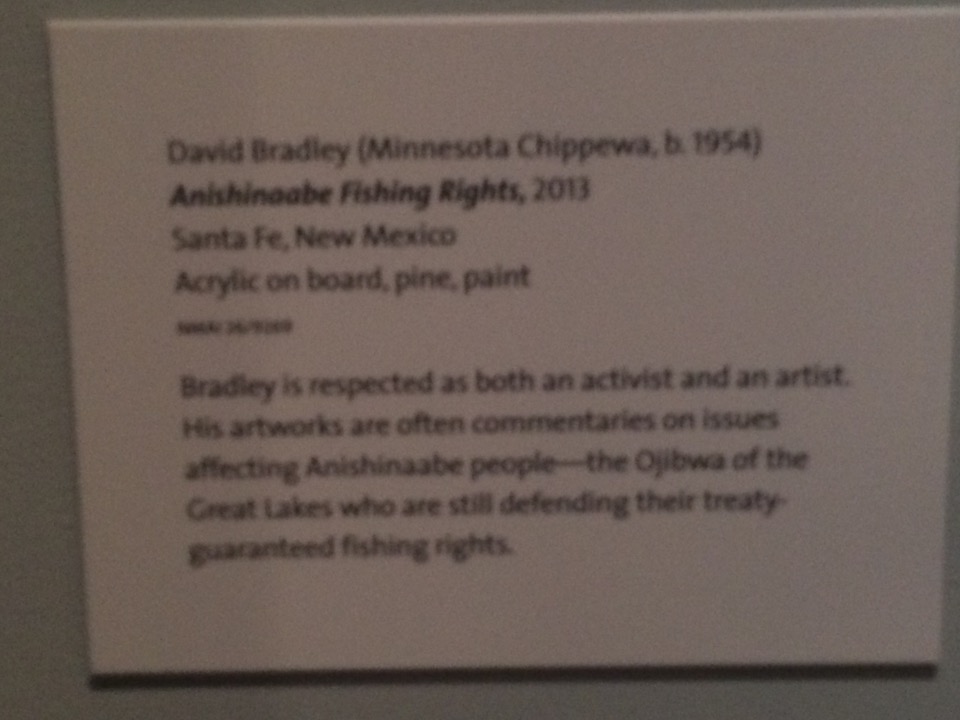 David Bradley (Minnesota Chippewa, b. 1954)
Anishinaabe Fishing Rights, 2013
Santa Fe, New Mexico
Acrylic on board, pine, paint
Bradley is respected as both an activist and an artist.
His artworks are often commentaries on issues
affecting Anishinaabe people—the Ojibwa of the
Great Lakes who are still defending their treaty-
guaranteed fishing rights.